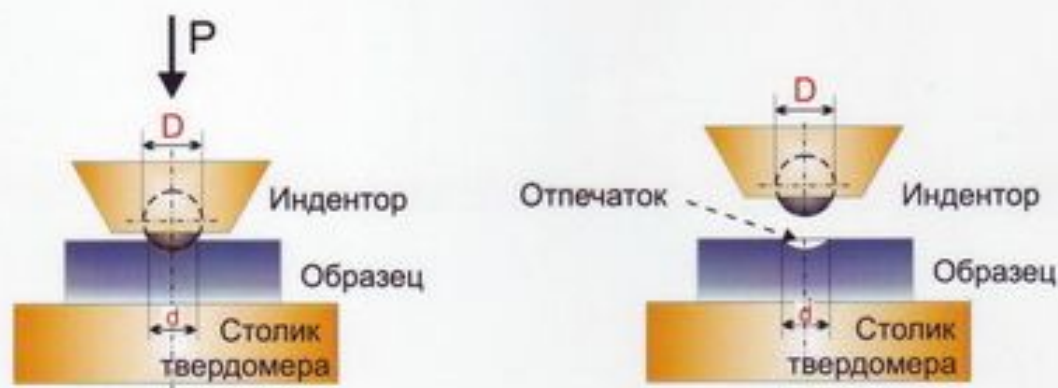 P
D
Индентор
Образец
d
Столик
твердомера
D
Отпечаток
Индентор
Образец
d
Столик
твердомера